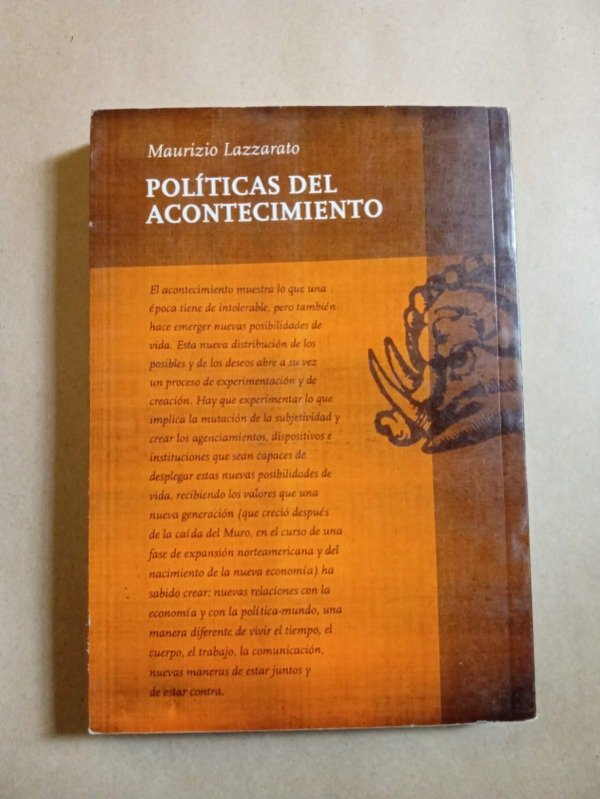 Maurizio Lazzarato
POLÍTICAS DEL
ACONTECIMIENTO
El acontecimiento muestra lo que una
época tiene de intolerable, pero también
hace emerger nuevas posibilidades de
vida. Esta nueva distribución de los
posibles y de los deseos abre a su vez
un proceso de experimentación y de
creación. Hay que experimentar lo que
implica la mutación de la subjetividad y
crear los agenciamientos, dispositivos e
instituciones que sean capaces de
desplegar estas nuevas posibilidades de
vida, recibiendo los valores que una
nueva generación (que creció después
de la caída del Muro, en el curso de una
fase de expansión norteamericana y del
nacimiento de la nueva economía) ha
sabido crear: nuevas relaciones con la
economía y con la política-mundo, una
manera diferente de vivir el tiempo, el
cuerpo, el trabajo, la comunicación,
nuevas maneras de estar juntos y
de estar contra.